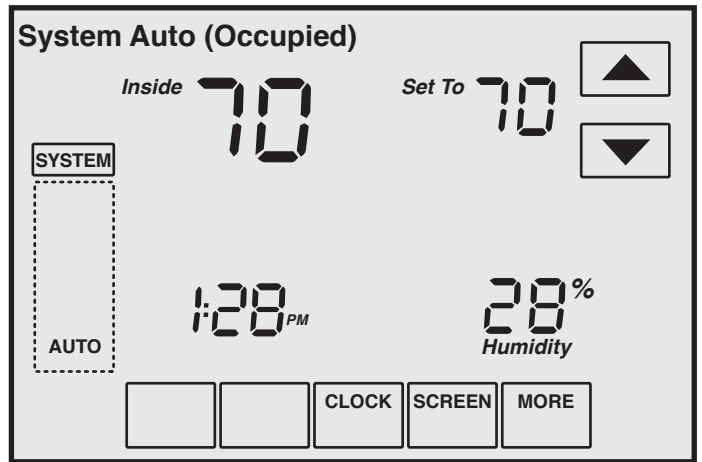 System Auto (Occupied)
Inside 70 Set To 70
SYSTEM
AUTO
1:28 PM 28%
Humidity
CLOCK SCREEN MORE